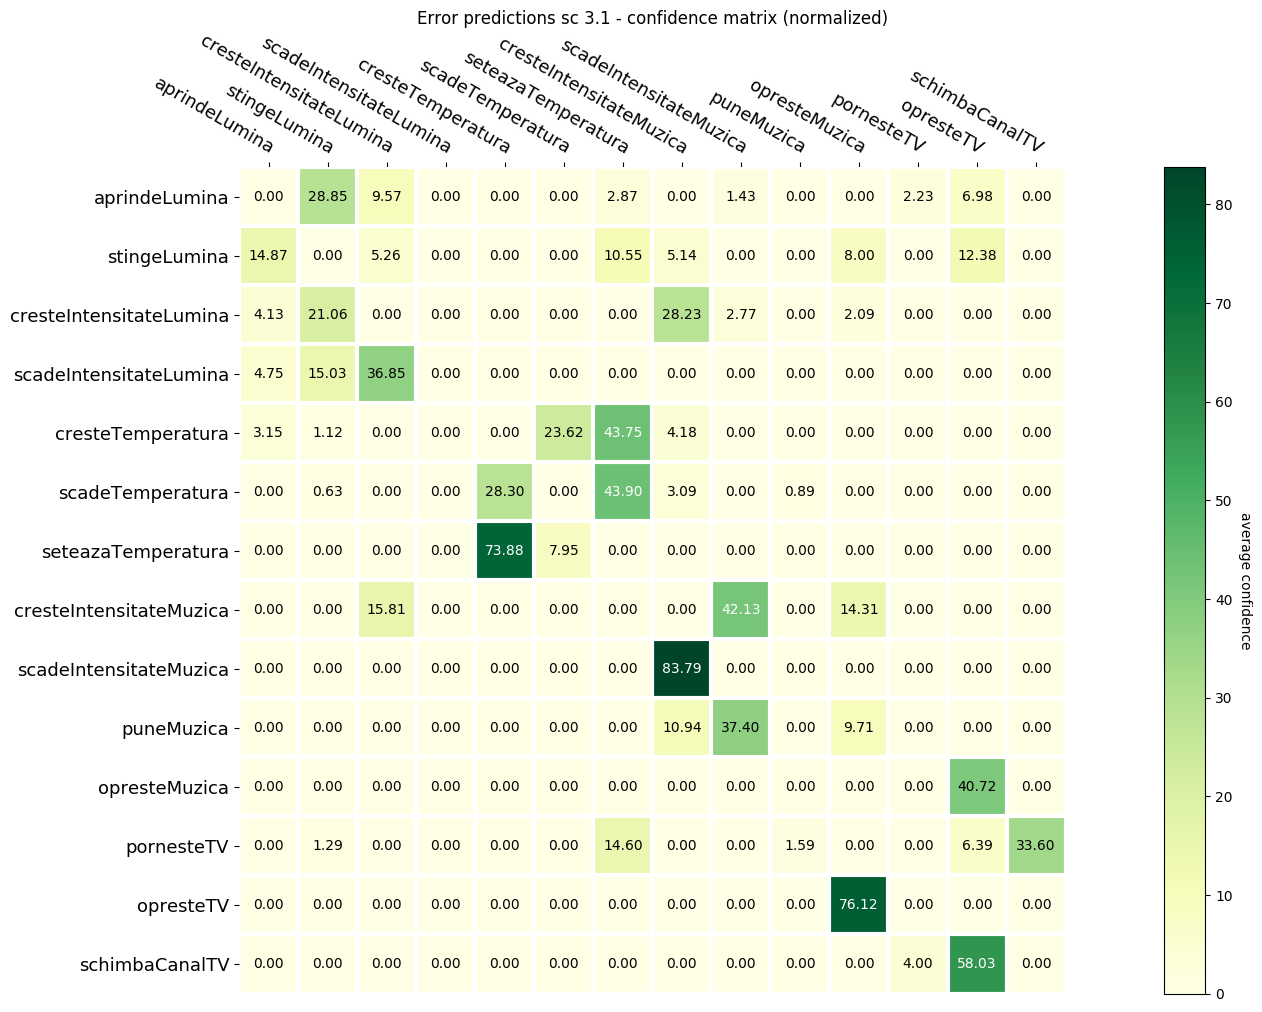 Error predictions sc 3.1 - confidence matrix (normalized)
aprindeLumina
stingeLumina
cresteIntensitateLumina
scadeIntensitateLumina
cresteTemperatura
scadeTemperatura
seteazaTemperatura
cresteIntensitateMuzica
scadeIntensitateMuzica
puneMuzica
opresteMuzica
pornesteTV
opresteTV
schimbaCanalTV
aprindeLumina 0.00 28.85 9.57 0.00 0.00 0.00 2.87 0.00 1.43 0.00 0.00 2.23 6.98 0.00
stingeLumina 14.87 0.00 5.26 0.00 0.00 0.00 10.55 5.14 0.00 0.00 8.00 0.00 12.38 0.00
cresteIntensitateLumina 4.13 21.06 0.00 0.00 0.00 0.00 0.00 28.23 2.77 0.00 2.09 0.00 0.00 0.00
scadeIntensitateLumina 4.75 15.03 36.85 0.00 0.00 0.00 0.00 0.00 0.00 0.00 0.00 0.00 0.00 0.00
cresteTemperatura 3.15 1.12 0.00 0.00 0.00 23.62 43.75 4.18 0.00 0.00 0.00 0.00 0.00 0.00
scadeTemperatura 0.00 0.63 0.00 0.00 28.30 0.00 43.90 3.09 0.00 0.89 0.00 0.00 0.00 0.00
seteazaTemperatura 0.00 0.00 0.00 0.00 73.88 7.95 0.00 0.00 0.00 0.00 0.00 0.00 0.00 0.00
cresteIntensitateMuzica 0.00 0.00 15.81 0.00 0.00 0.00 0.00 0.00 42.13 0.00 14.31 0.00 0.00 0.00
scadeIntensitateMuzica 0.00 0.00 0.00 0.00 0.00 0.00 0.00 83.79 0.00 0.00 0.00 0.00 0.00 0.00
puneMuzica 0.00 0.00 0.00 0.00 0.00 0.00 0.00 10.94 37.40 0.00 9.71 0.00 0.00 0.00
opresteMuzica 0.00 0.00 0.00 0.00 0.00 0.00 0.00 0.00 0.00 0.00 0.00 0.00 40.72 0.00
pornesteTV 0.00 1.29 0.00 0.00 0.00 0.00 14.60 0.00 0.00 1.59 0.00 0.00 6.39 33.60
opresteTV 0.00 0.00 0.00 0.00 0.00 0.00 0.00 0.00 0.00 0.00 76.12 0.00 0.00 0.00
schimbaCanalTV 0.00 0.00 0.00 0.00 0.00 0.00 0.00 0.00 0.00 0.00 0.00 4.00 58.03 0.00
80
70
60
50
40
30
20
10
0
average confidence